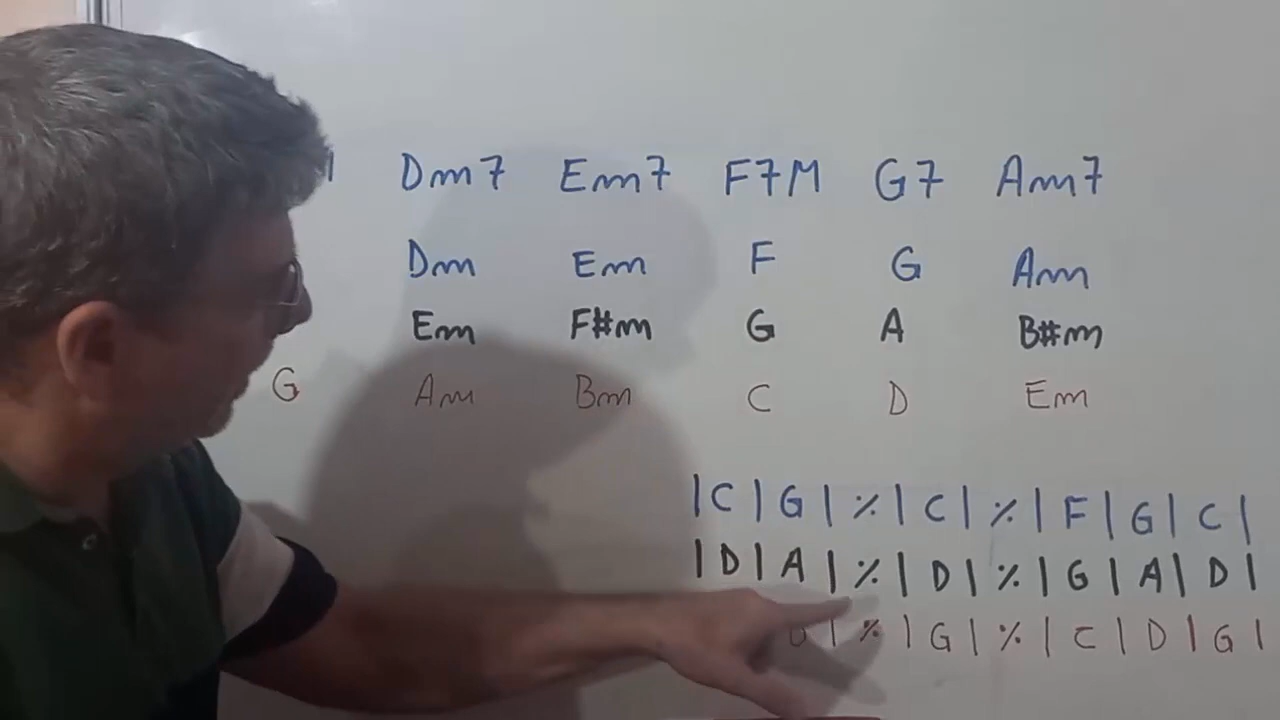 Dm7 Em7 F7M G7 Am7
Dm Em F G Am
Em F#m G A B#m
G Am Bm C D Em
|C|G|٪|C|٪|F|G|C|
|D|A|٪|D|٪|G|A|D|
| ٪ |G|٪|C|D|G|